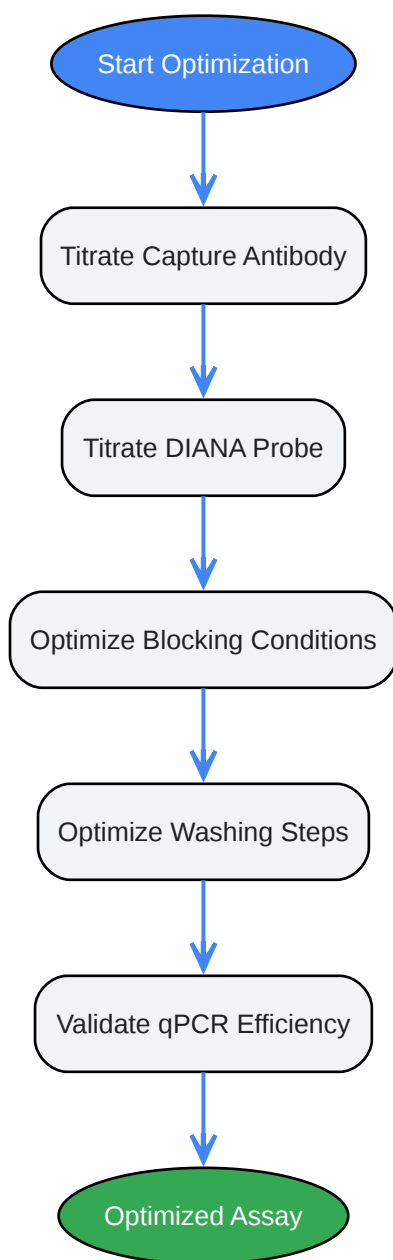 Start Optimization
Titrate Capture Antibody
Titrate DIANA Probe
Optimize Blocking Conditions
Optimize Washing Steps
Validate qPCR Efficiency
Optimized Assay